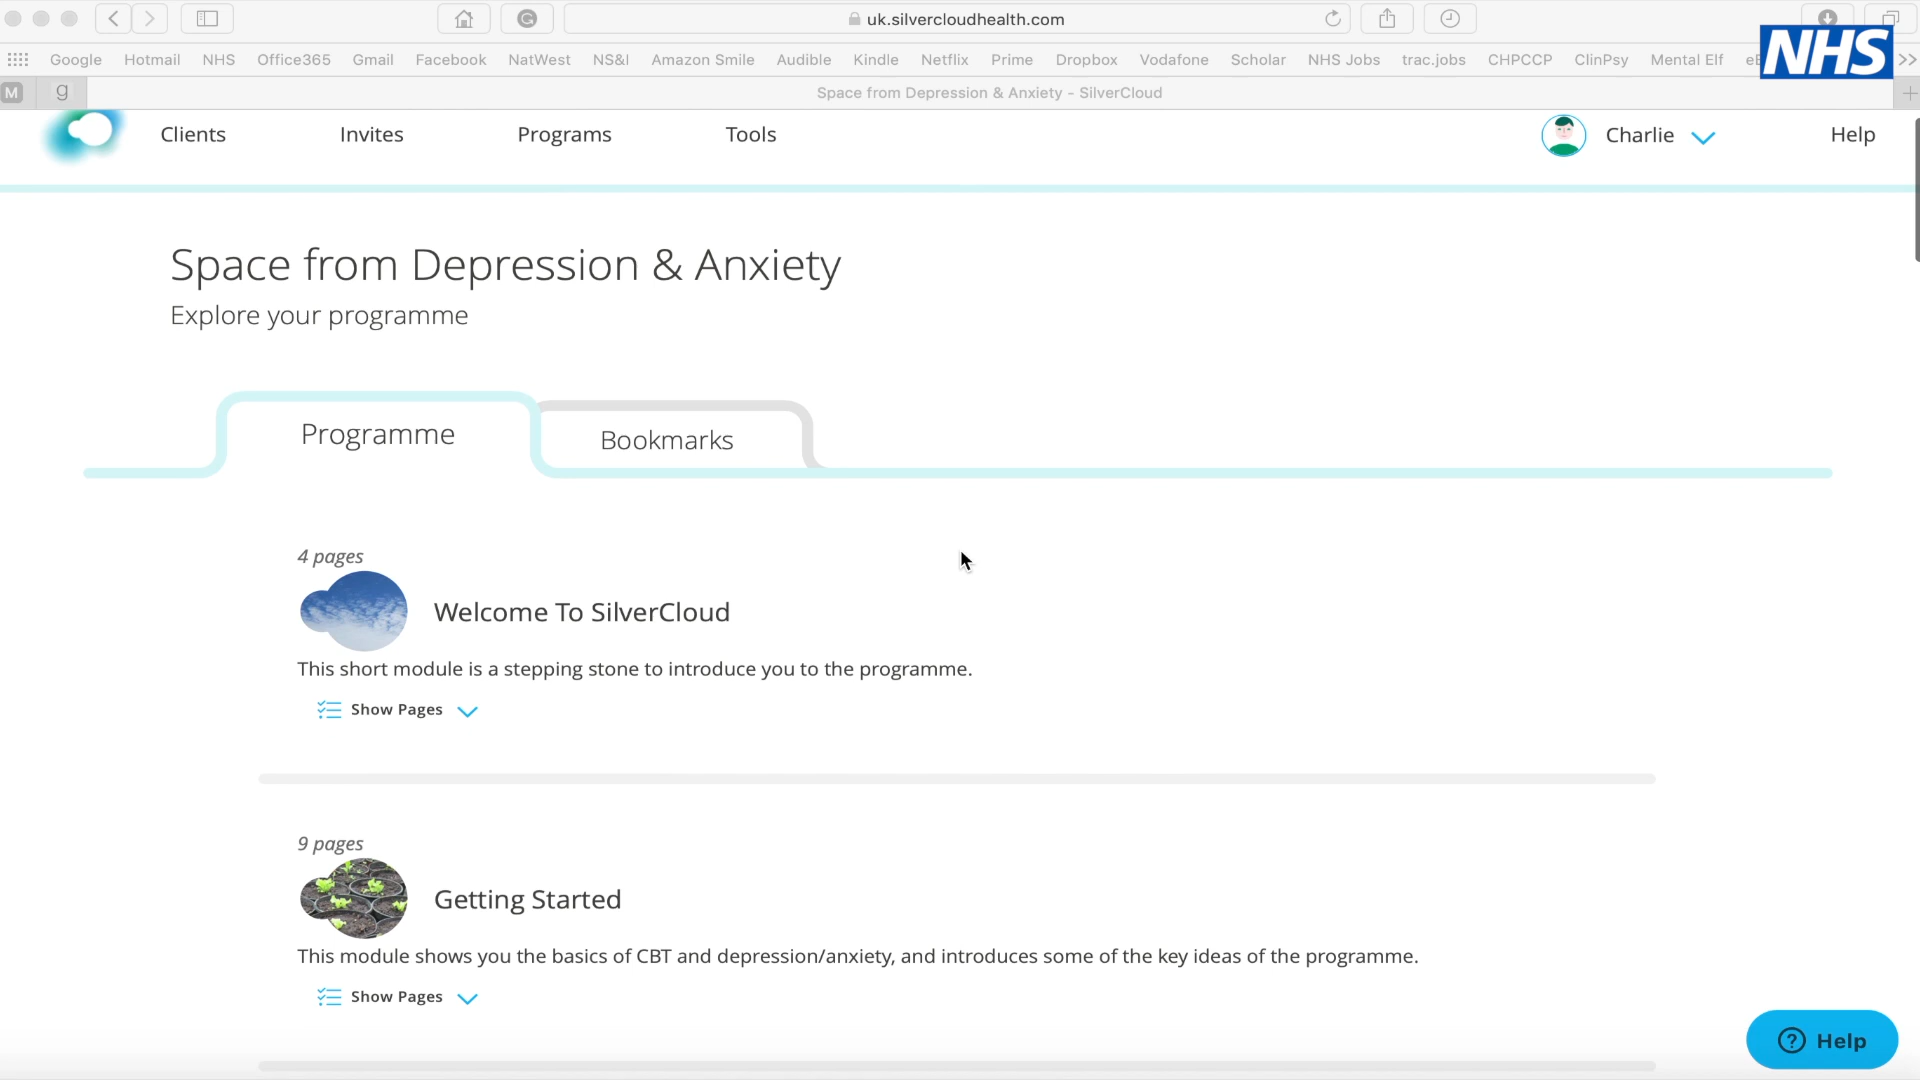 uk.silvercloudhealth.com
Google Hotmail NHS Office365 Gmail Facebook NatWest NS&I Amazon Smile Audible Kindle Netflix Prime Dropbox Vodafone Scholar NHS Jobs trac.jobs CHPCCP ClinPsy Mental Elf
NHS
M g Space from Depression & Anxiety - SilverCloud
Clients Invites Programs Tools Charlie Help
Space from Depression & Anxiety
Explore your programme
Programme Bookmarks
4 pages
Welcome To SilverCloud
This short module is a stepping stone to introduce you to the programme.
Show Pages
9 pages
Getting Started
This module shows you the basics of CBT and depression/anxiety, and introduces some of the key ideas of the programme.
Show Pages
? Help